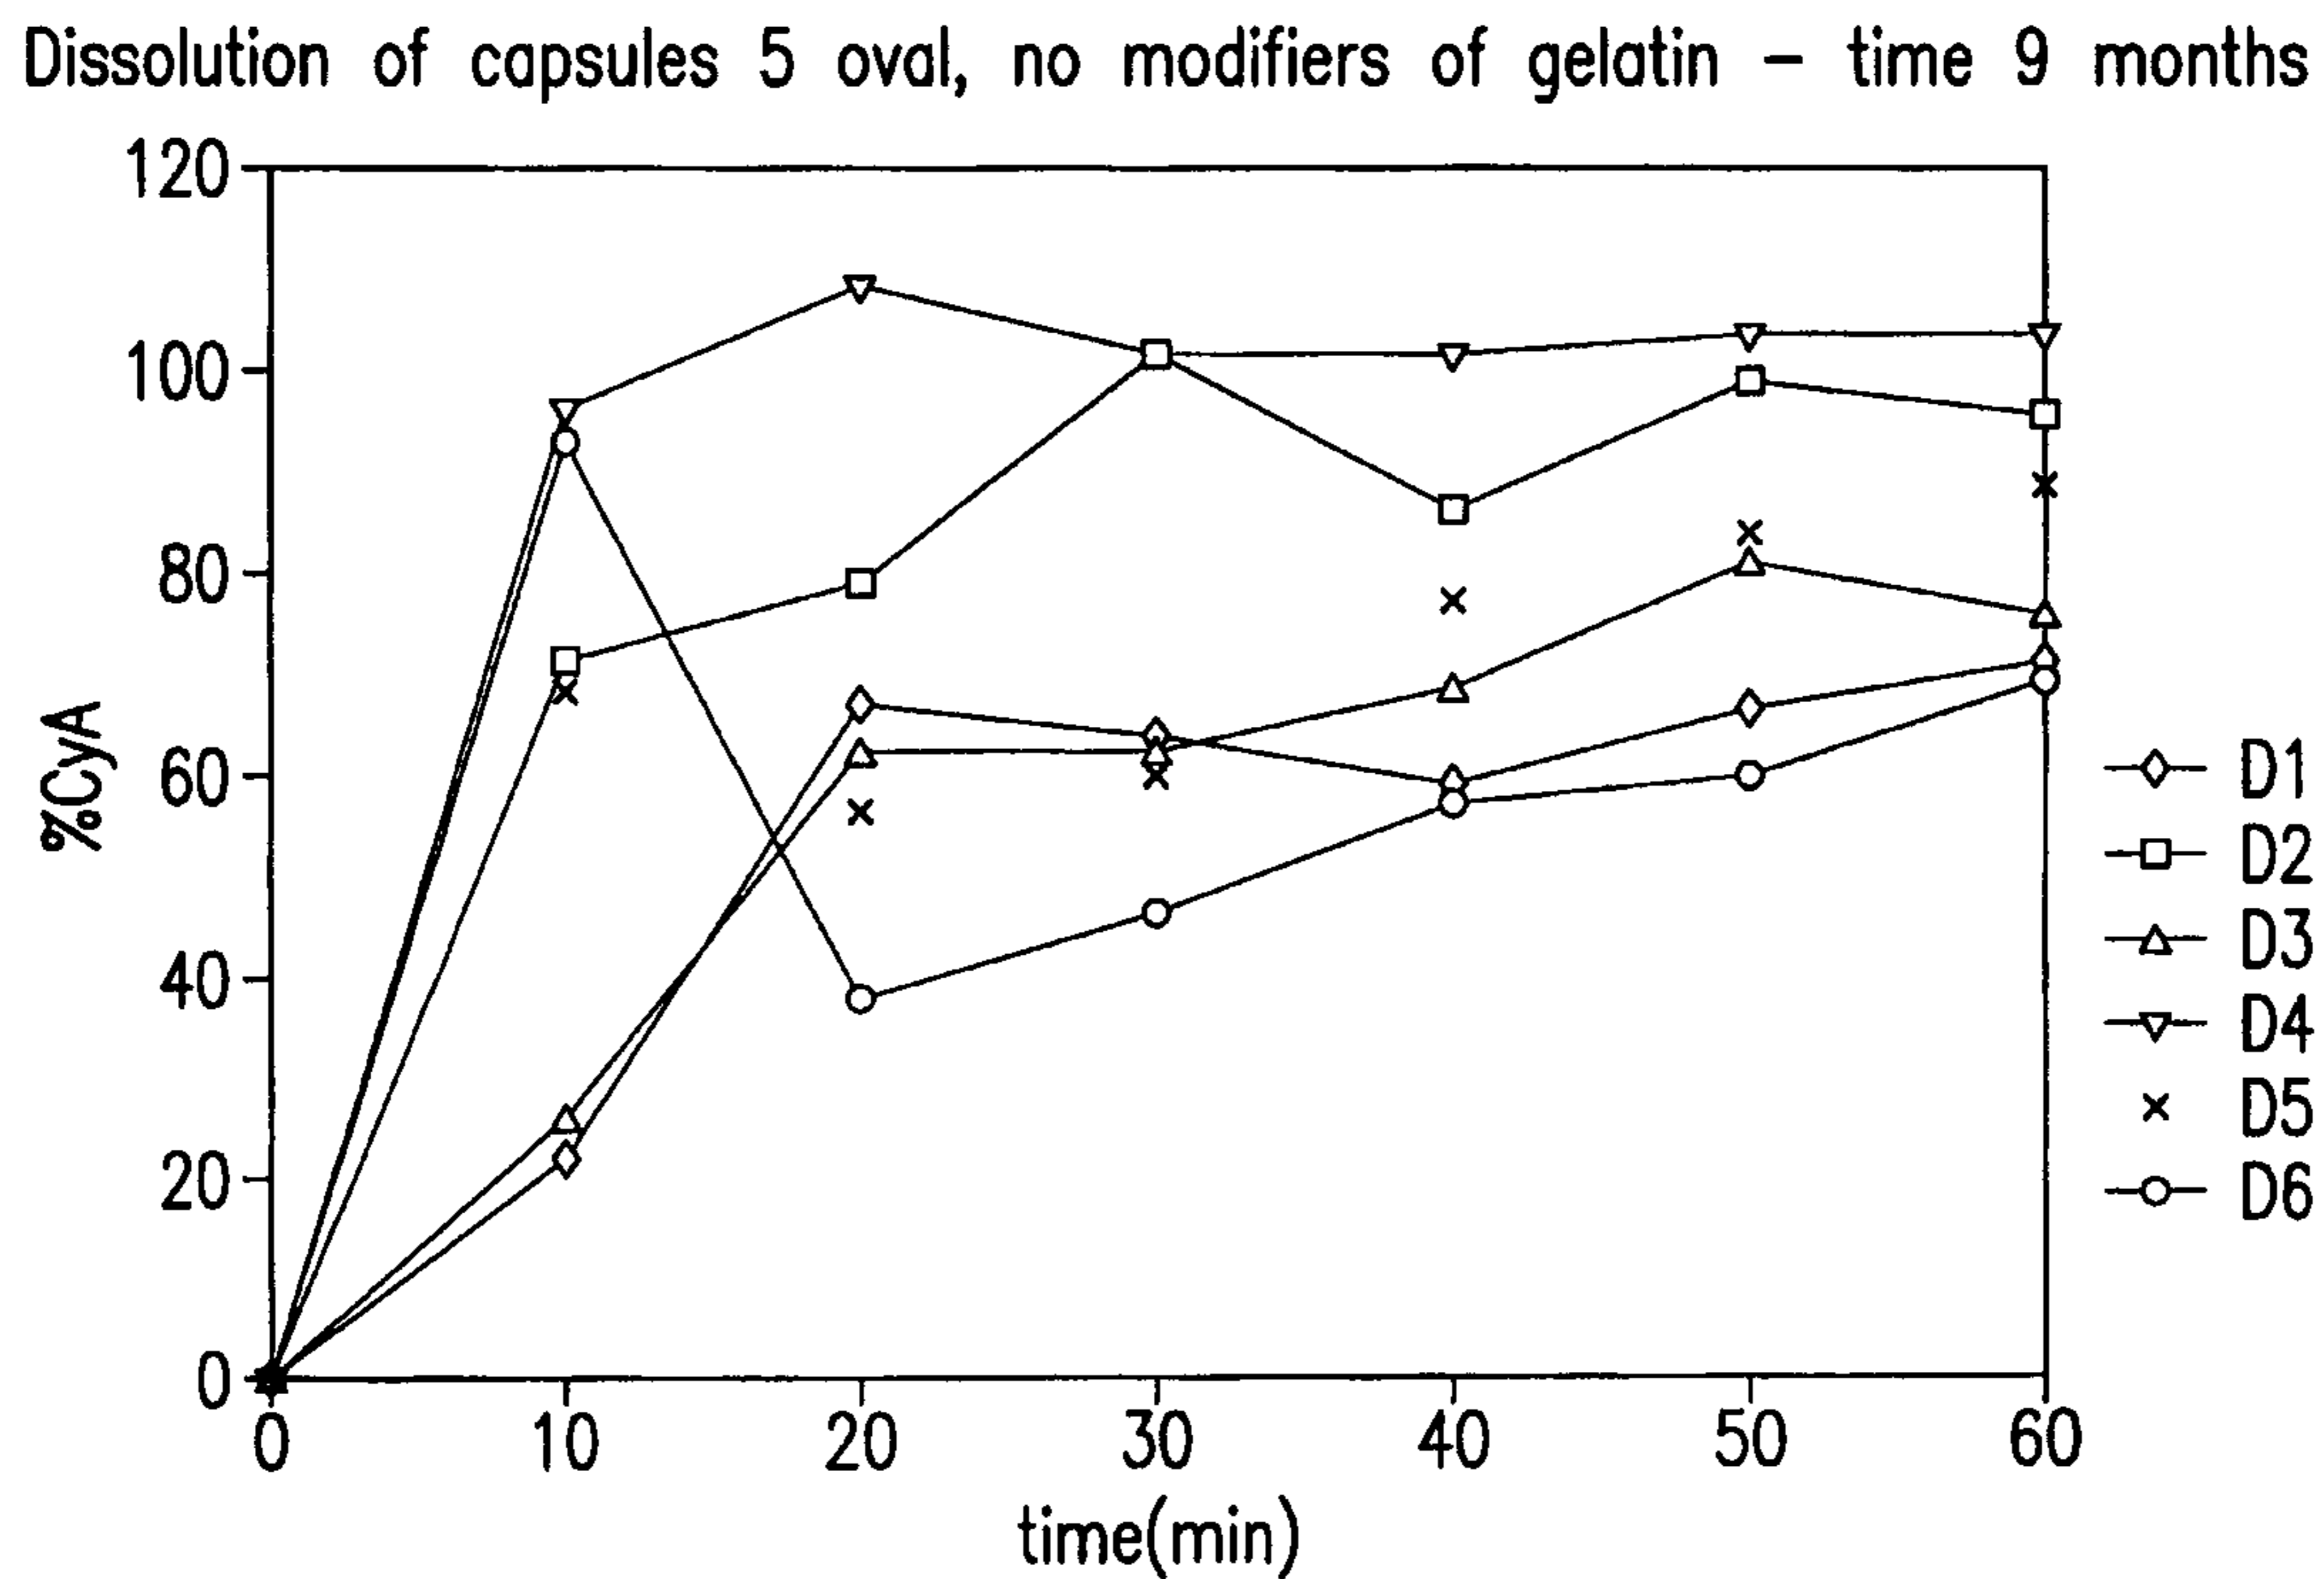 Dissolution of capsules 5 oval, no modifiers of gelatin – time 9 months
120
100
80
60
40
20
0
%CyA
0 10 20 30 40 50 60
time(min)
D1
D2
D3
D4
D5
D6